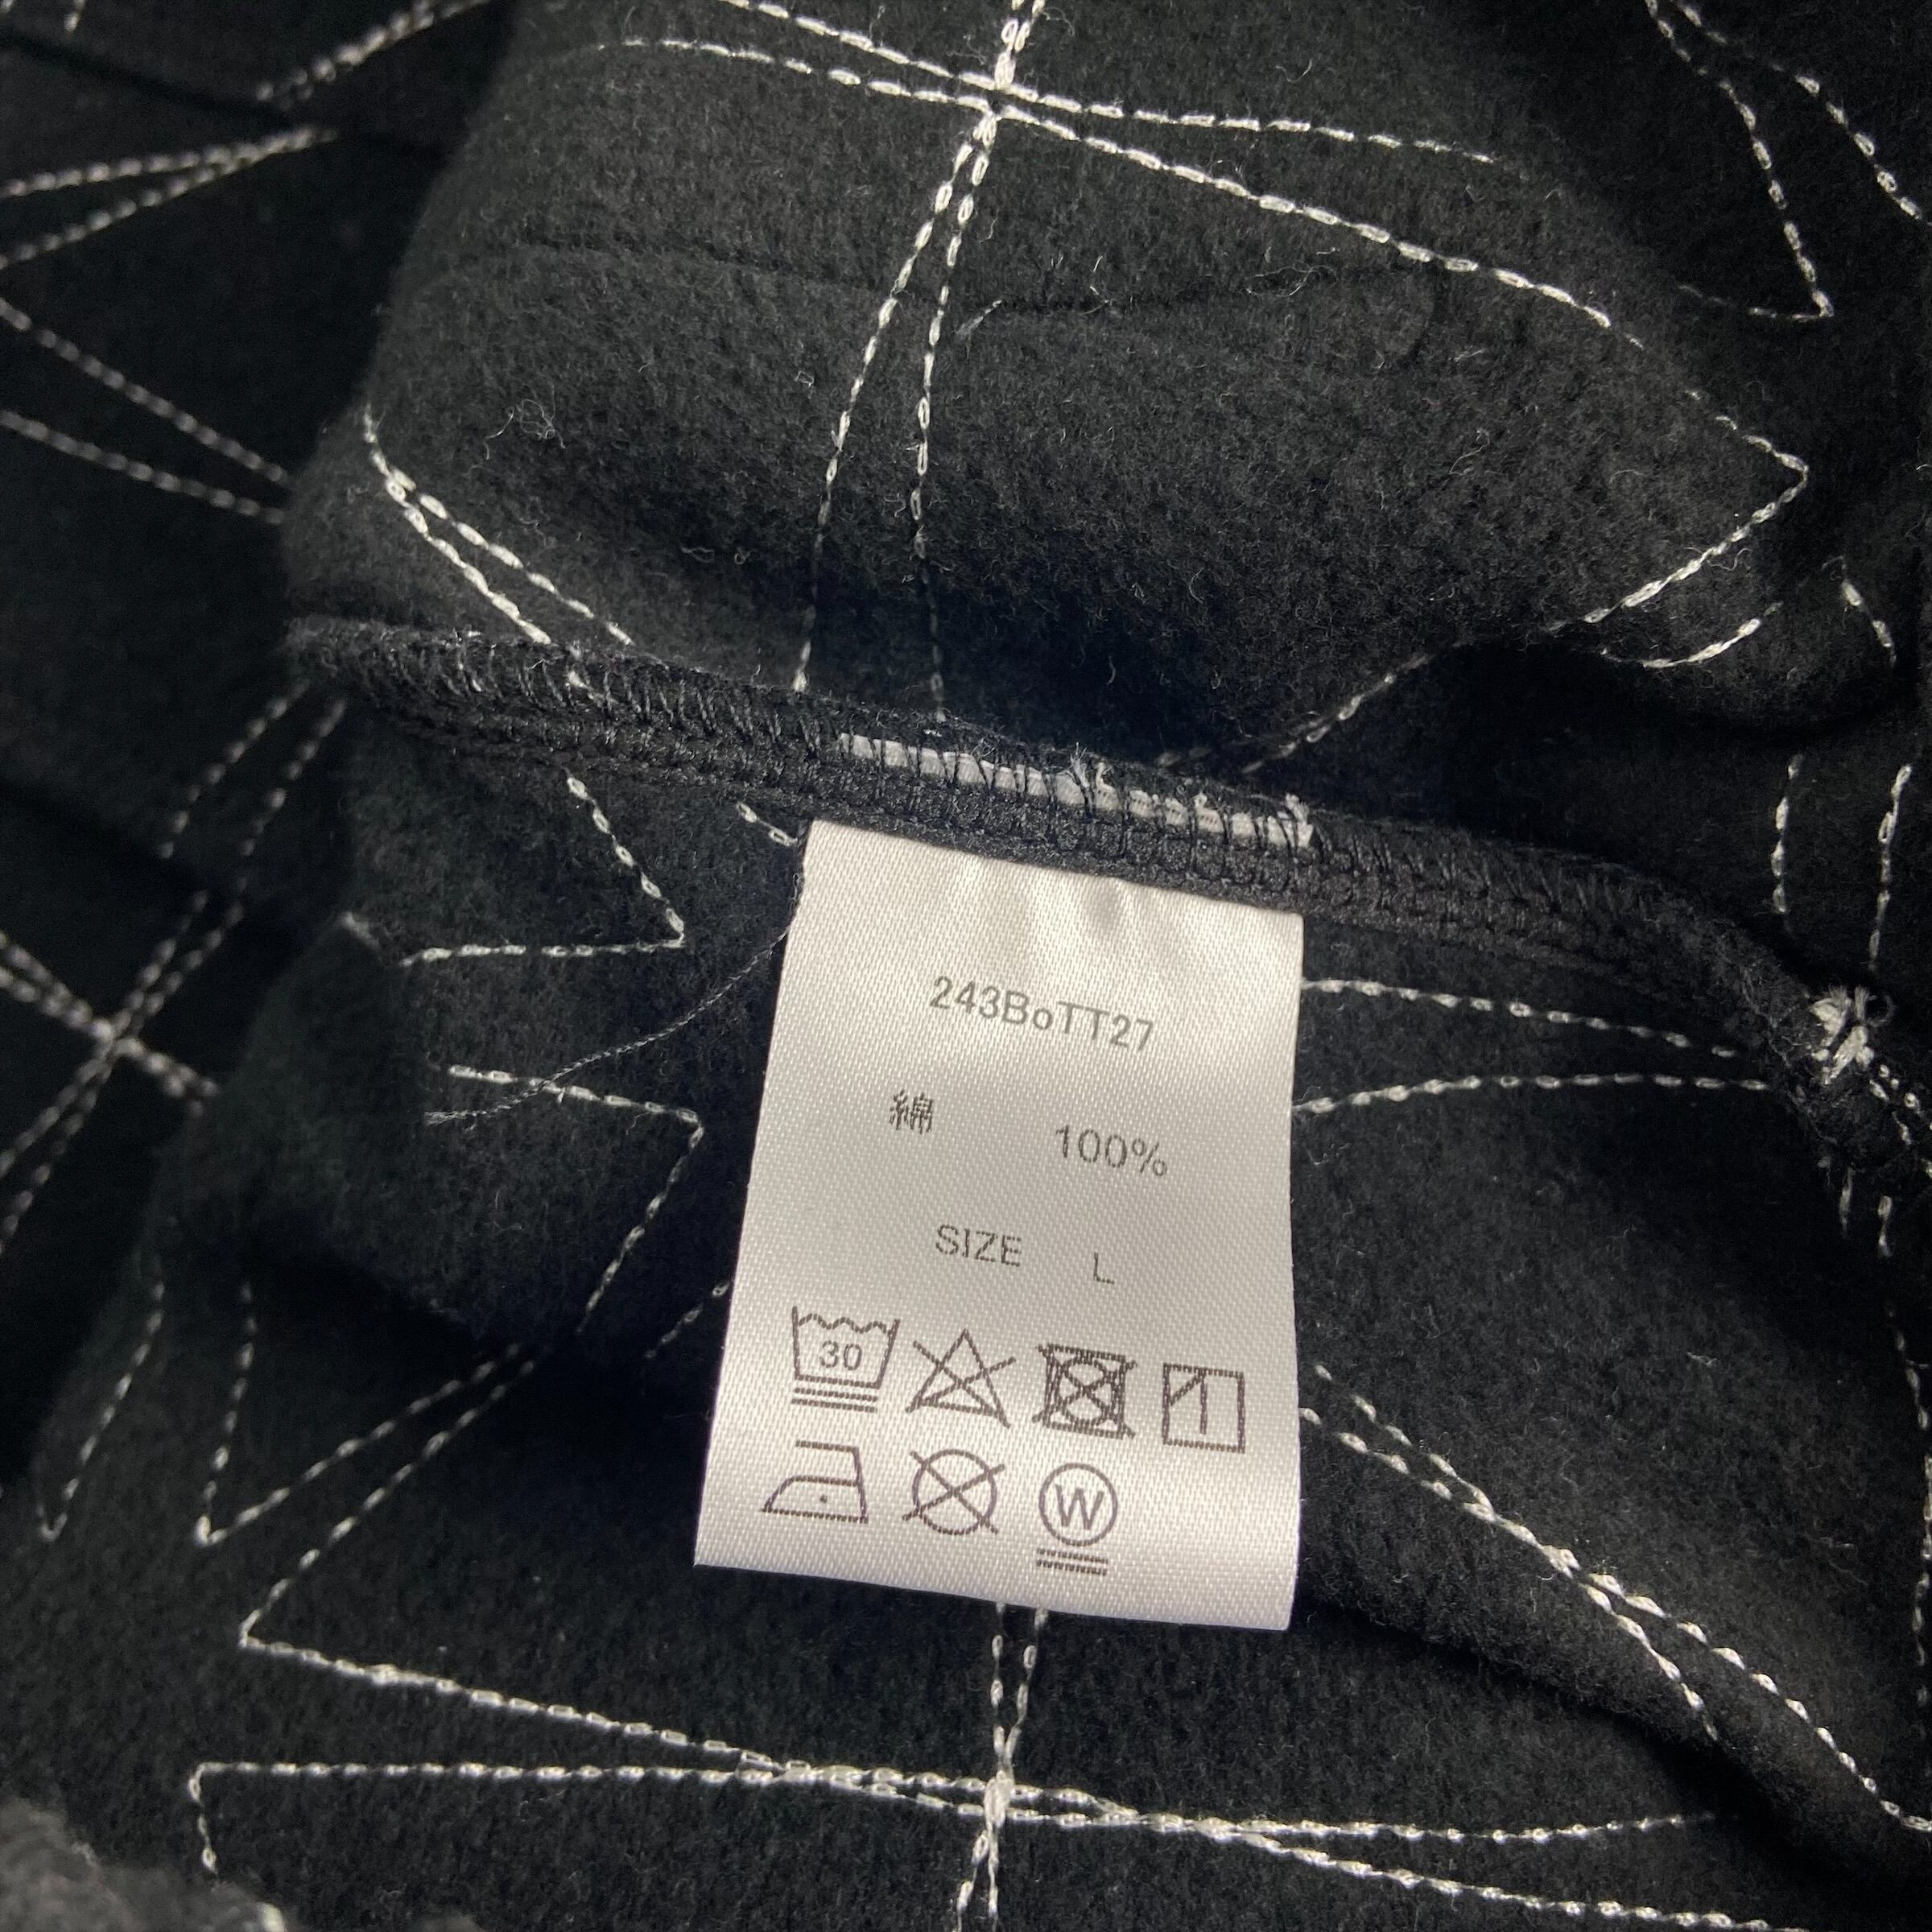 243BoTT27
綿 100%
SIZE L
30
W